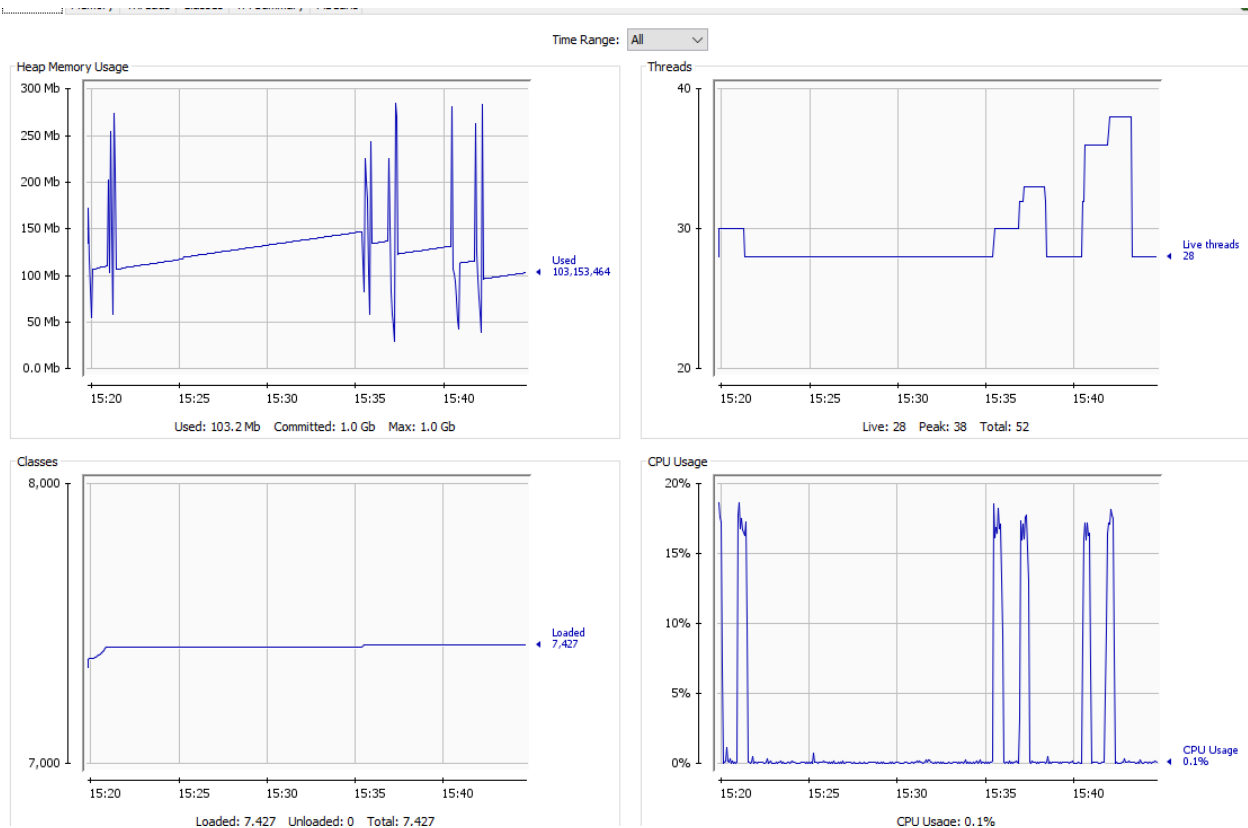 Time Range: All
Heap Memory Usage
300 Mb
250 Mb
200 Mb
150 Mb
100 Mb
50 Mb
0.0 Mb
Used
103,153,464
15:20 15:25 15:30 15:35 15:40
Used: 103.2 Mb Committed: 1.0 Gb Max: 1.0 Gb
Threads
40
30
20
Live threads
28
15:20 15:25 15:30 15:35 15:40
Live: 28 Peak: 38 Total: 52
Classes
8,000
7,000
Loaded
7,427
15:20 15:25 15:30 15:35 15:40
Loaded: 7,427 Unloaded: 0 Total: 7,427
CPU Usage
20%
15%
10%
5%
0%
CPU Usage
0.1%
15:20 15:25 15:30 15:35 15:40
CPU Usage: 0.1%